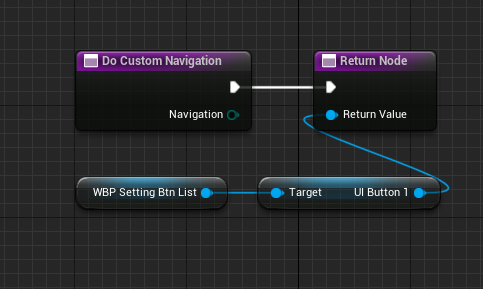 Do Custom Navigation
Return Node
Navigation
Return Value
WBP Setting Btn List
Target
UI Button 1